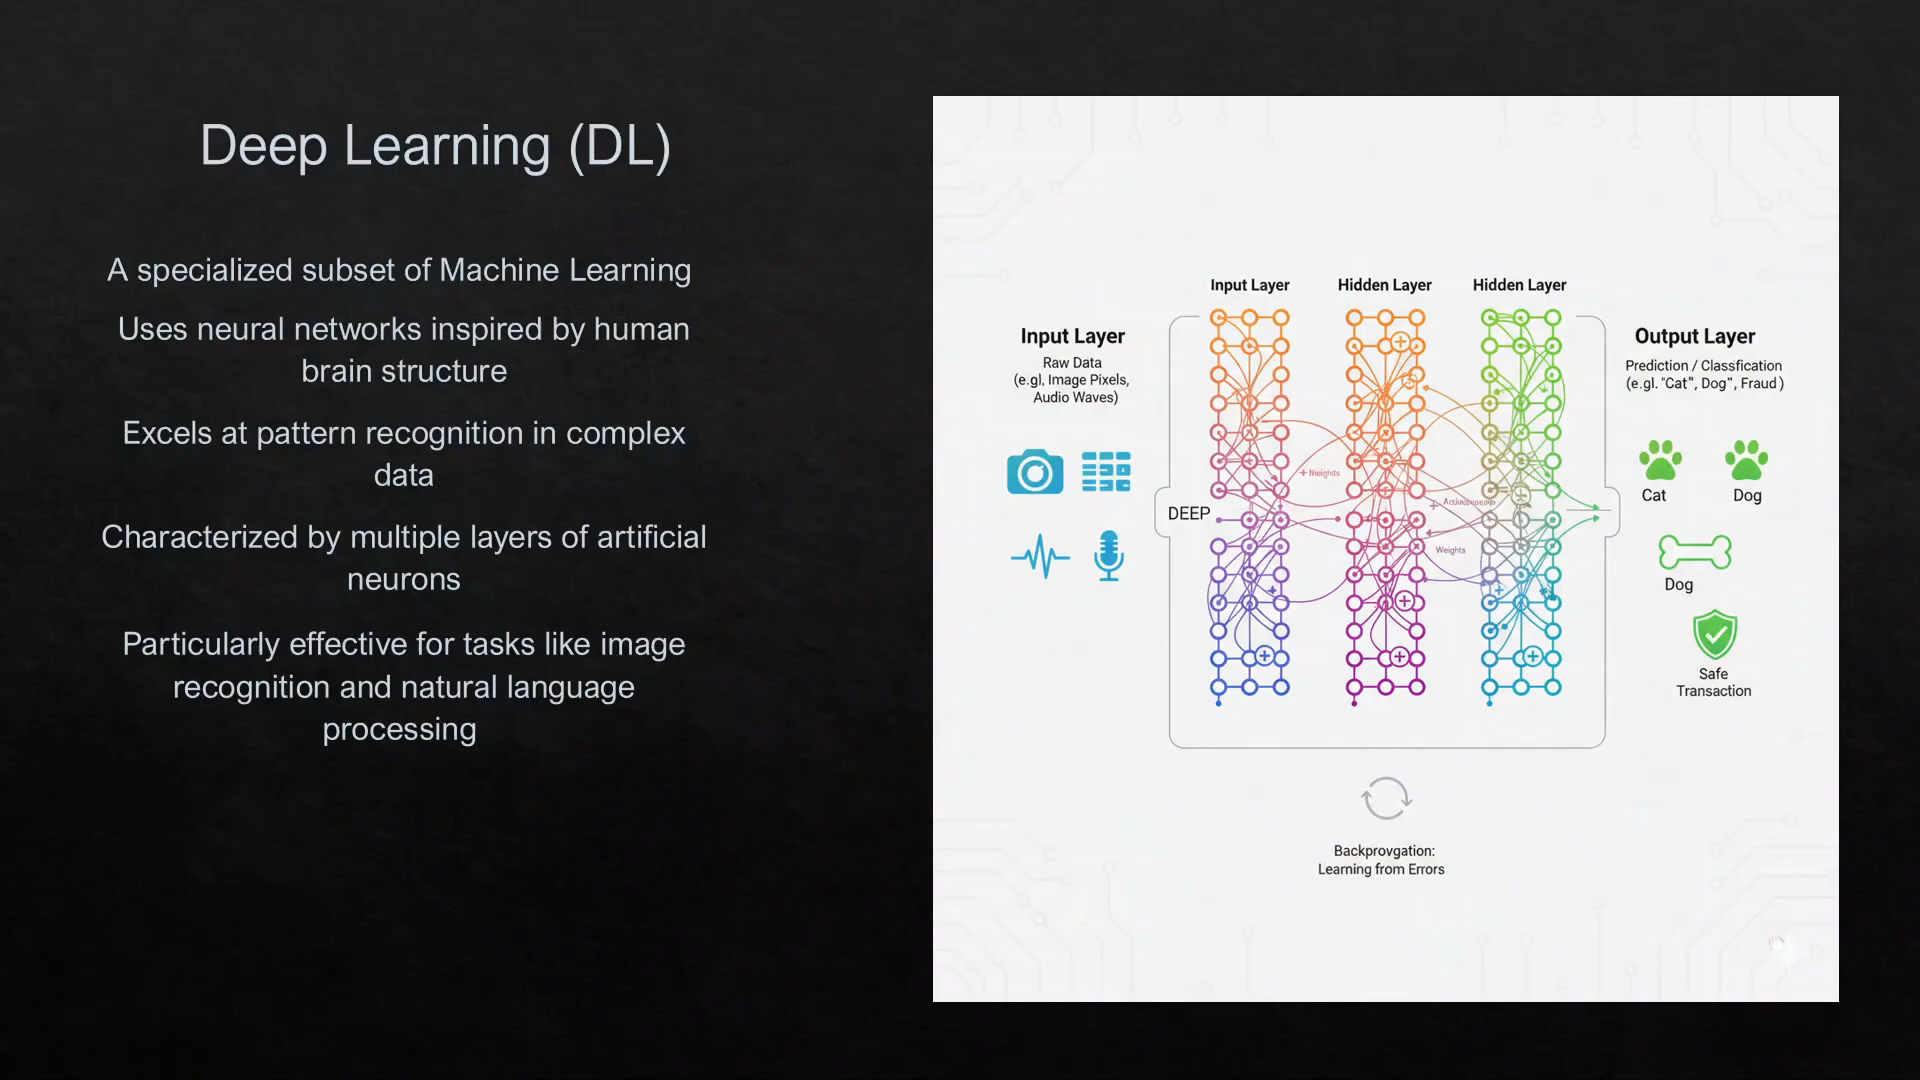 Deep Learning (DL)
A specialized subset of Machine Learning
Uses neural networks inspired by human
brain structure
Excels at pattern recognition in complex
data
Characterized by multiple layers of artificial
neurons
Particularly effective for tasks like image
recognition and natural language
processing
Input Layer
Hidden Layer
Hidden Layer
Input Layer
Raw Data
(e.gl, Image Pixels,
Audio Waves)
DEEP
Weights
Output Layer
Prediction / Classfication
(e.gl. "Cat", Dog", Fraud)
Cat
Dog
Dog
Safe
Transaction
Backprovgation:
Learning from Errors